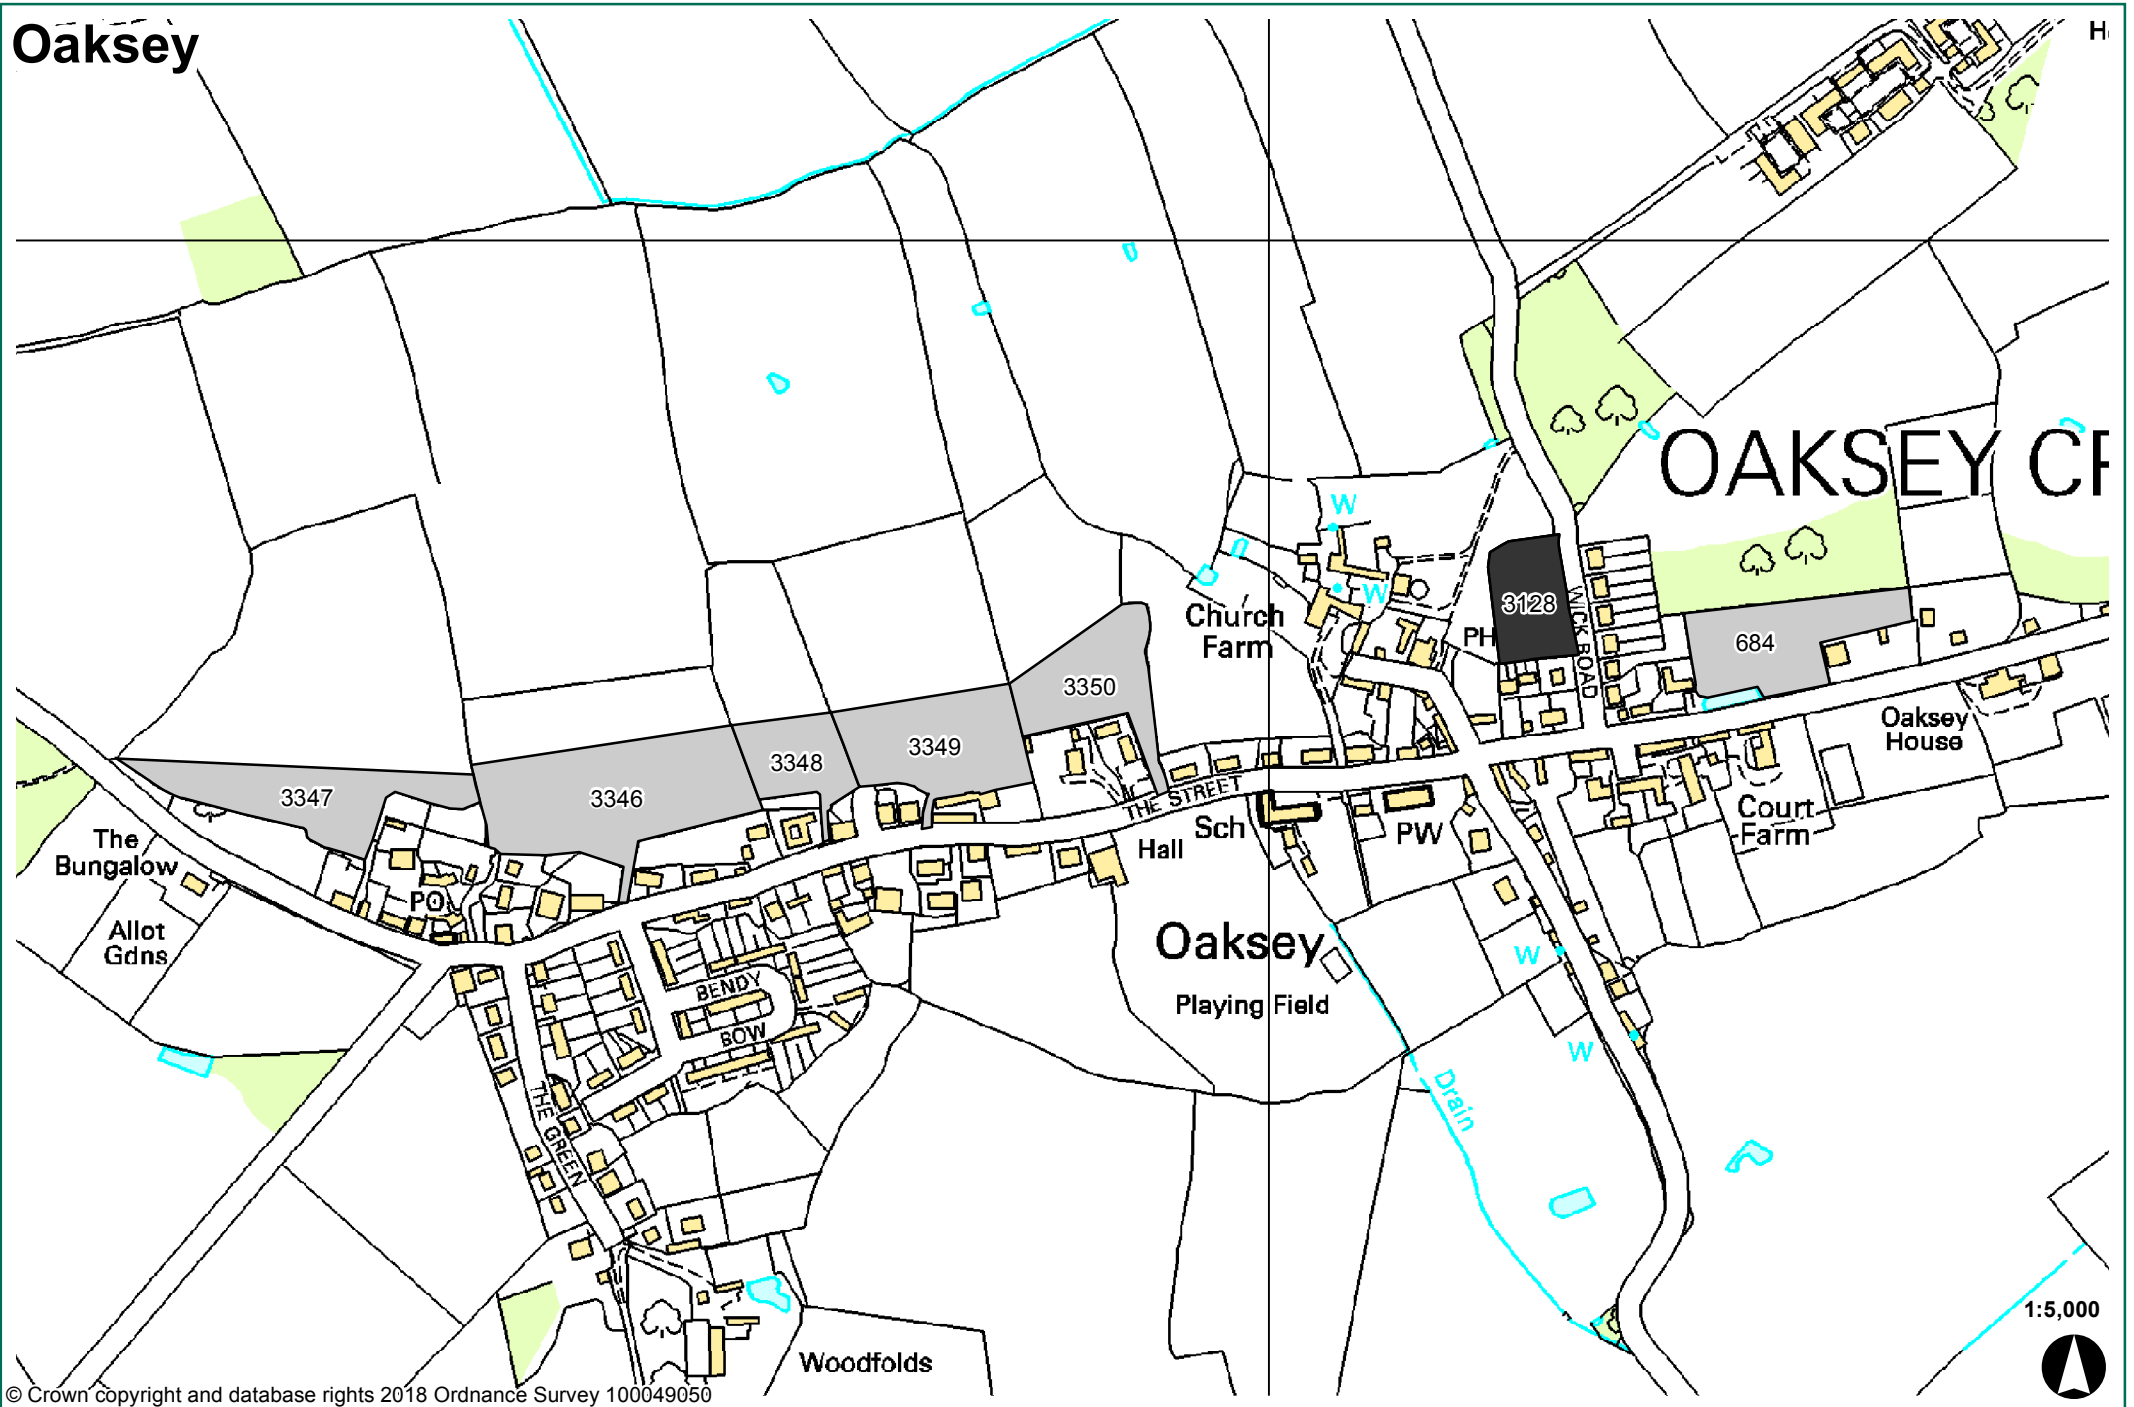 Oaksey
H
OAKSEY CF
W
W
Church
Farm
PH
3128
WICK ROAD
684
3350
3349
3348
3346
3347
Oaksey
House
THE STREET
Sch
Hall
PW
Court
Farm
The
Bungalow
PO
Allot
Gdns
Oaksey
W
BENDY
BOW
Playing Field
W
Drain
THE GREEN
Woodfolds
1:5,000
© Crown copyright and database rights 2018 Ordnance Survey 100049050